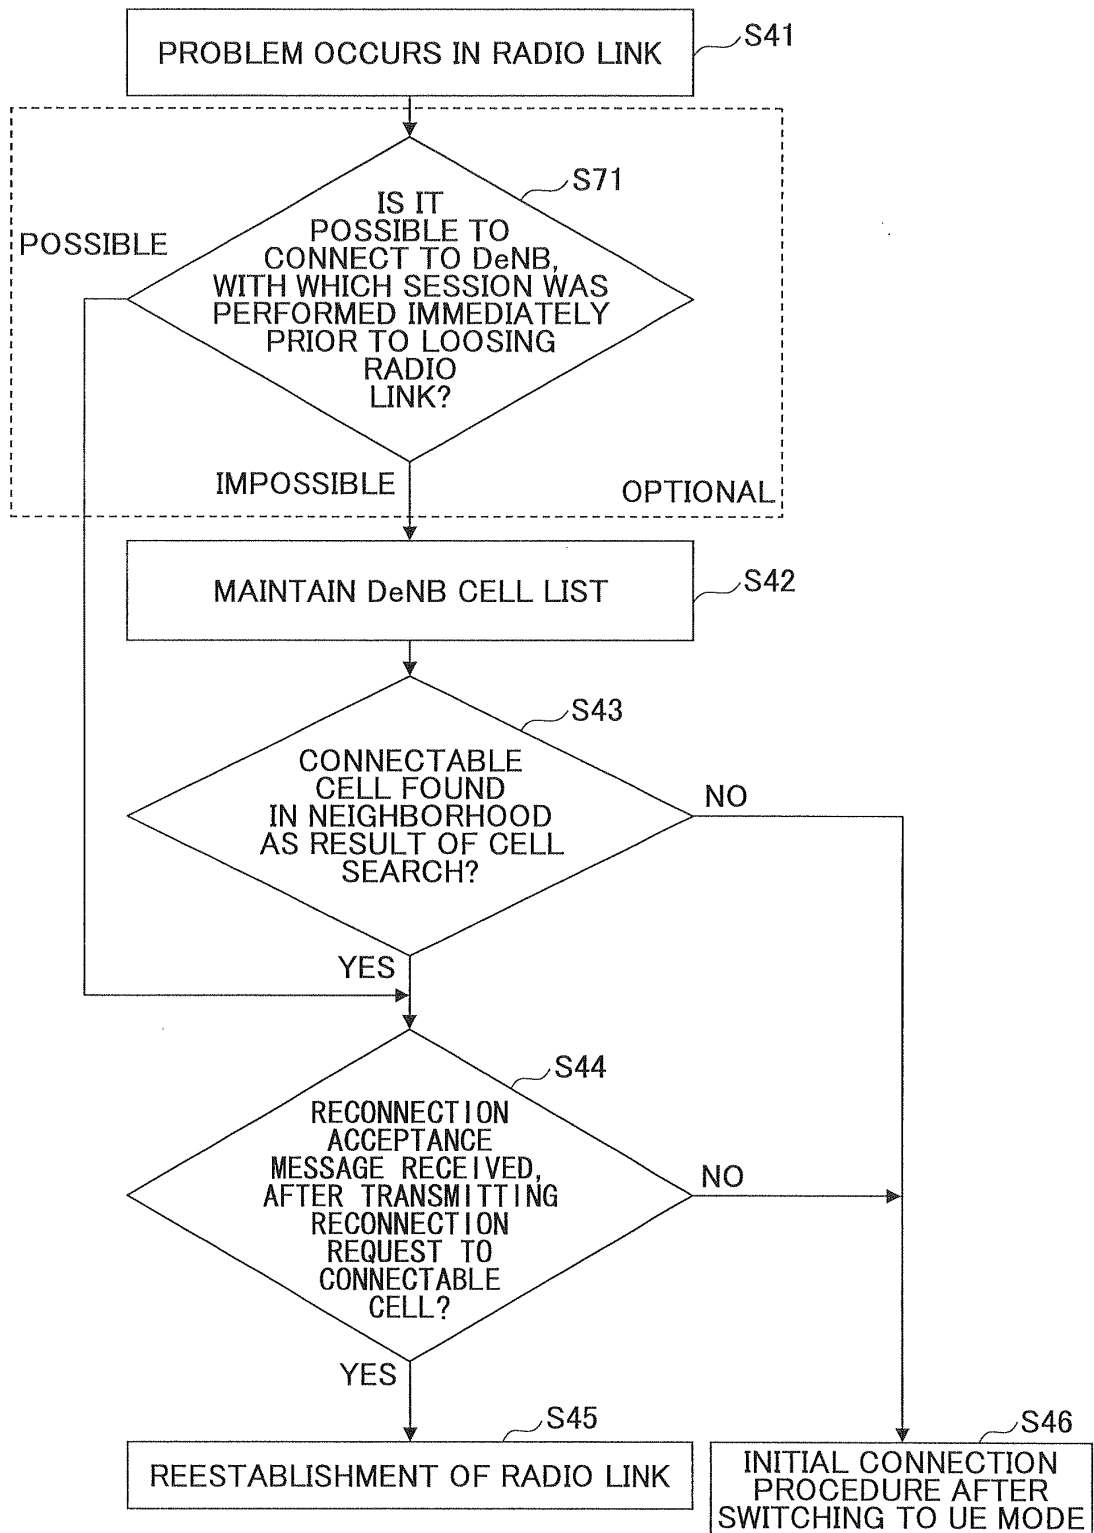 PROBLEM OCCURS IN RADIO LINK
S41
S71
IS IT
POSSIBLE TO
CONNECT TO DeNB,
WITH WHICH SESSION WAS
PERFORMED IMMEDIATELY
PRIOR TO LOOSING
RADIO
LINK?
POSSIBLE
IMPOSSIBLE
OPTIONAL
MAINTAIN DeNB CELL LIST
S42
S43
CONNECTABLE
CELL FOUND
IN NEIGHBORHOOD
AS RESULT OF CELL
SEARCH?
NO
YES
S44
RECONNECTION
ACCEPTANCE
MESSAGE RECEIVED,
AFTER TRANSMITTING
RECONNECTION
REQUEST TO
CONNECTABLE
CELL?
NO
YES
S45
REESTABLISHMENT OF RADIO LINK
S46
INITIAL CONNECTION
PROCEDURE AFTER
SWITCHING TO UE MODE